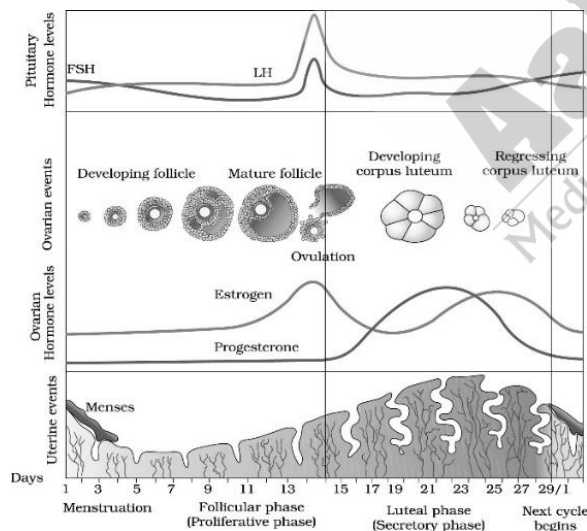 Pituitary
Hormone levels
FSH
LH
Ovarian events
Developing follicle
Mature follicle
Developing
corpus luteum
Regressing
corpus luteum
Ovulation
Ovarian
Hormone levels
Estrogen
Progesterone
Uterine events
Menses
Days
1 3 5 7 9 11 13 15 17 19 21 23 25 27 29/1
Menstruation
Follicular phase
(Proliferative phase)
Luteal phase
(Secretory phase)
Next cycle
begins
Aa
Med